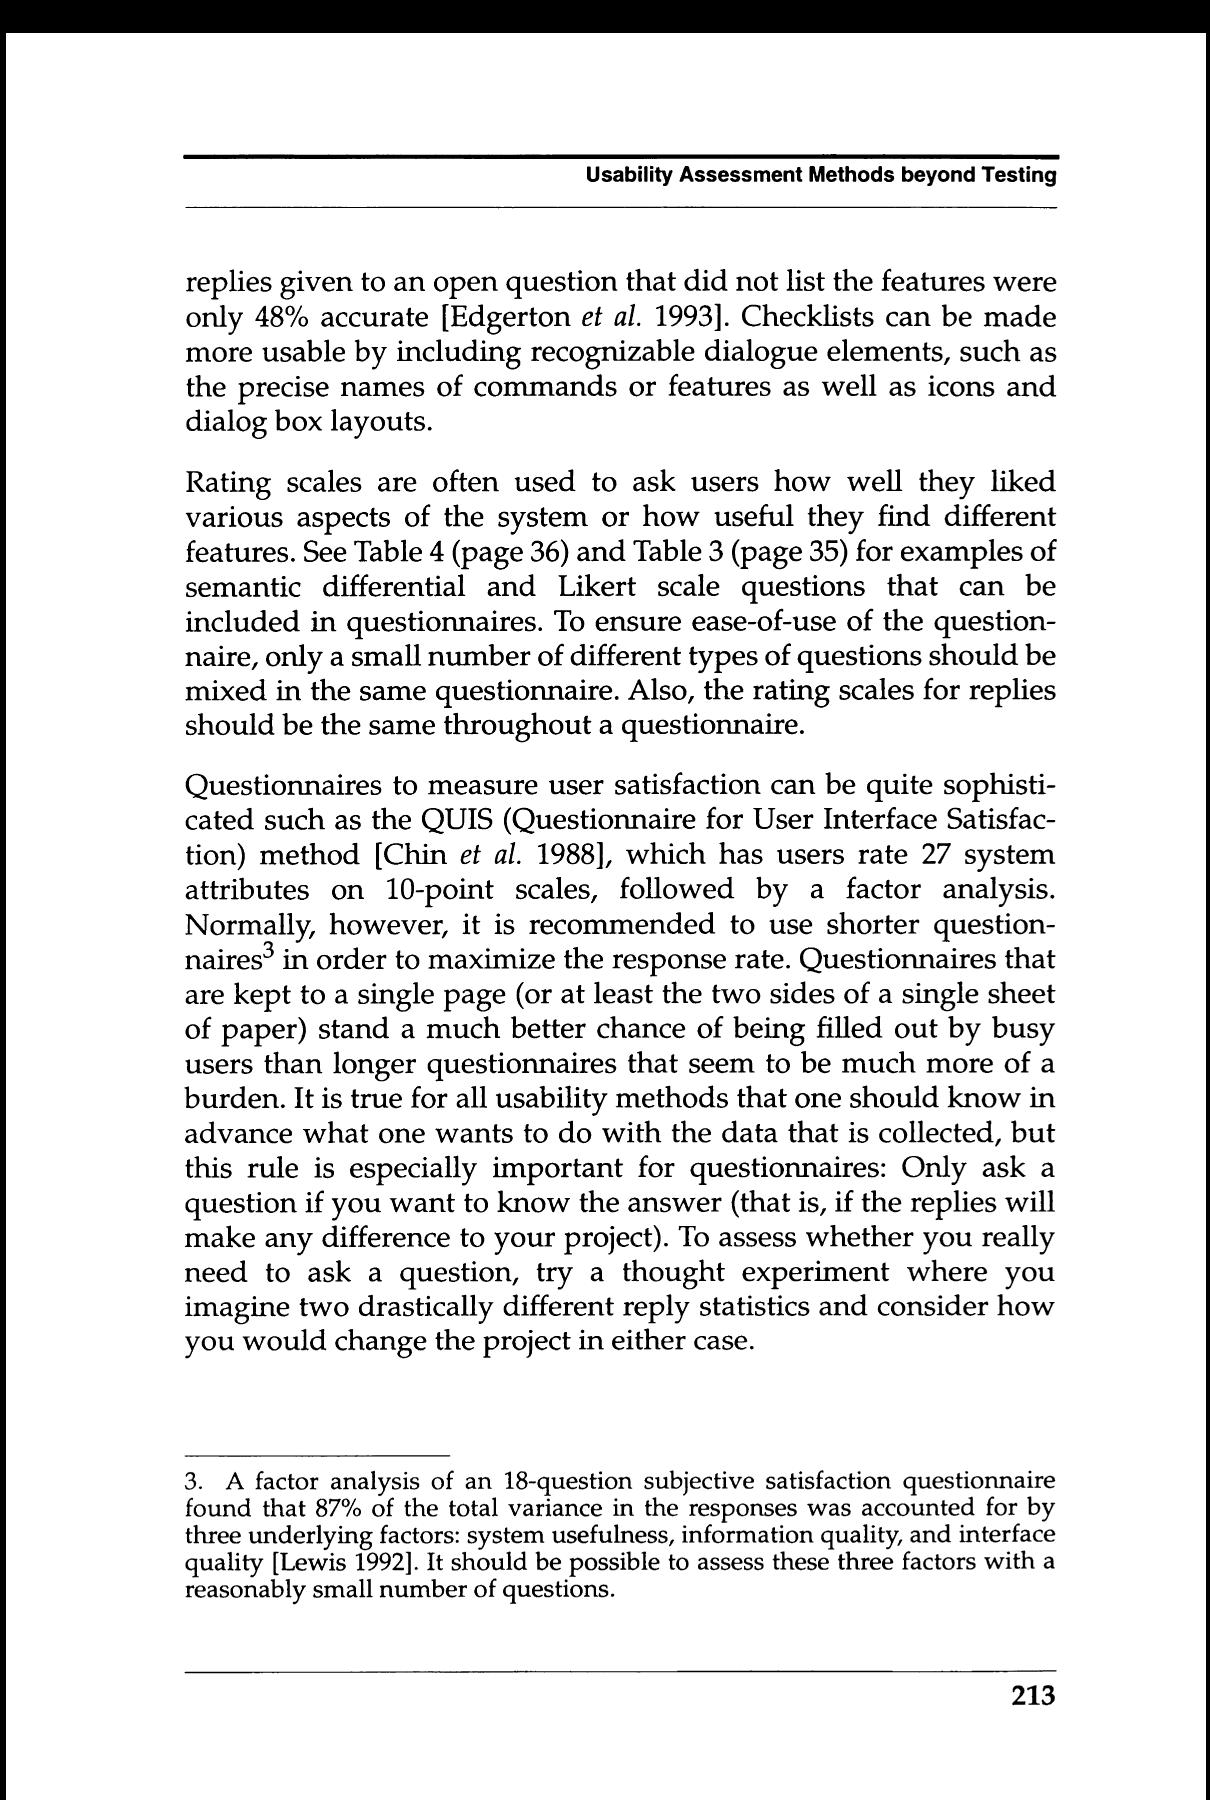 Usability Assessment Methods beyond Testing
replies given to an open question that did not list the features were
only 48% accurate [Edgerton et al. 1993]. Checklists can be made
more usable by including recognizable dialogue elements, such as
the precise names of commands or features as well as icons and
dialog box layouts.
Rating scales are often used to ask users how well they liked
various aspects of the system or how useful they find different
features. See Table 4 (page 36) and Table 3 (page 35) for examples of
semantic differential and Likert scale questions that can be
included in questionnaires. To ensure ease-of-use of the question-
naire, only a small number of different types of questions should be
mixed in the same questionnaire. Also, the rating scales for replies
should be the same throughout a questionnaire.
Questionnaires to measure user satisfaction can be quite sophisti-
cated such as the QUIS (Questionnaire for User Interface Satisfac-
tion) method [Chin et al. 1988], which has users rate 27 system
attributes on 10-point scales, followed by a factor analysis.
Normally, however, it is recommended to use shorter question-
naires3 in order to maximize the response rate. Questionnaires that
are kept to a single page (or at least the two sides of a single sheet
of paper) stand a much better chance of being filled out by busy
users than longer questionnaires that seem to be much more of a
burden. It is true for all usability methods that one should know in
advance what one wants to do with the data that is collected, but
this rule is especially important for questionnaires: Only ask a
question if you want to know the answer (that is, if the replies will
make any difference to your project). To assess whether you really
need to ask a question, try a thought experiment where you
imagine two drastically different reply statistics and consider how
you would change the project in either case.
3. A factor analysis of an 18-question subjective satisfaction questionnaire
found that 87% of the total variance in the responses was accounted for by
three underlying factors: system usefulness, information quality, and interface
quality [Lewis 1992]. It should be possible to assess these three factors with a
reasonably small number of questions.
213